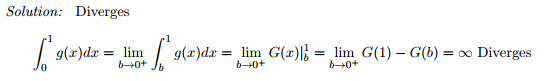 Solution: Diverges
∫₀¹ g(x)dx = lim_{b→0+} ∫_b¹ g(x)dx = lim_{b→0+} G(x)|_b¹ = lim_{b→0+} G(1) − G(b) = ∞ Diverges